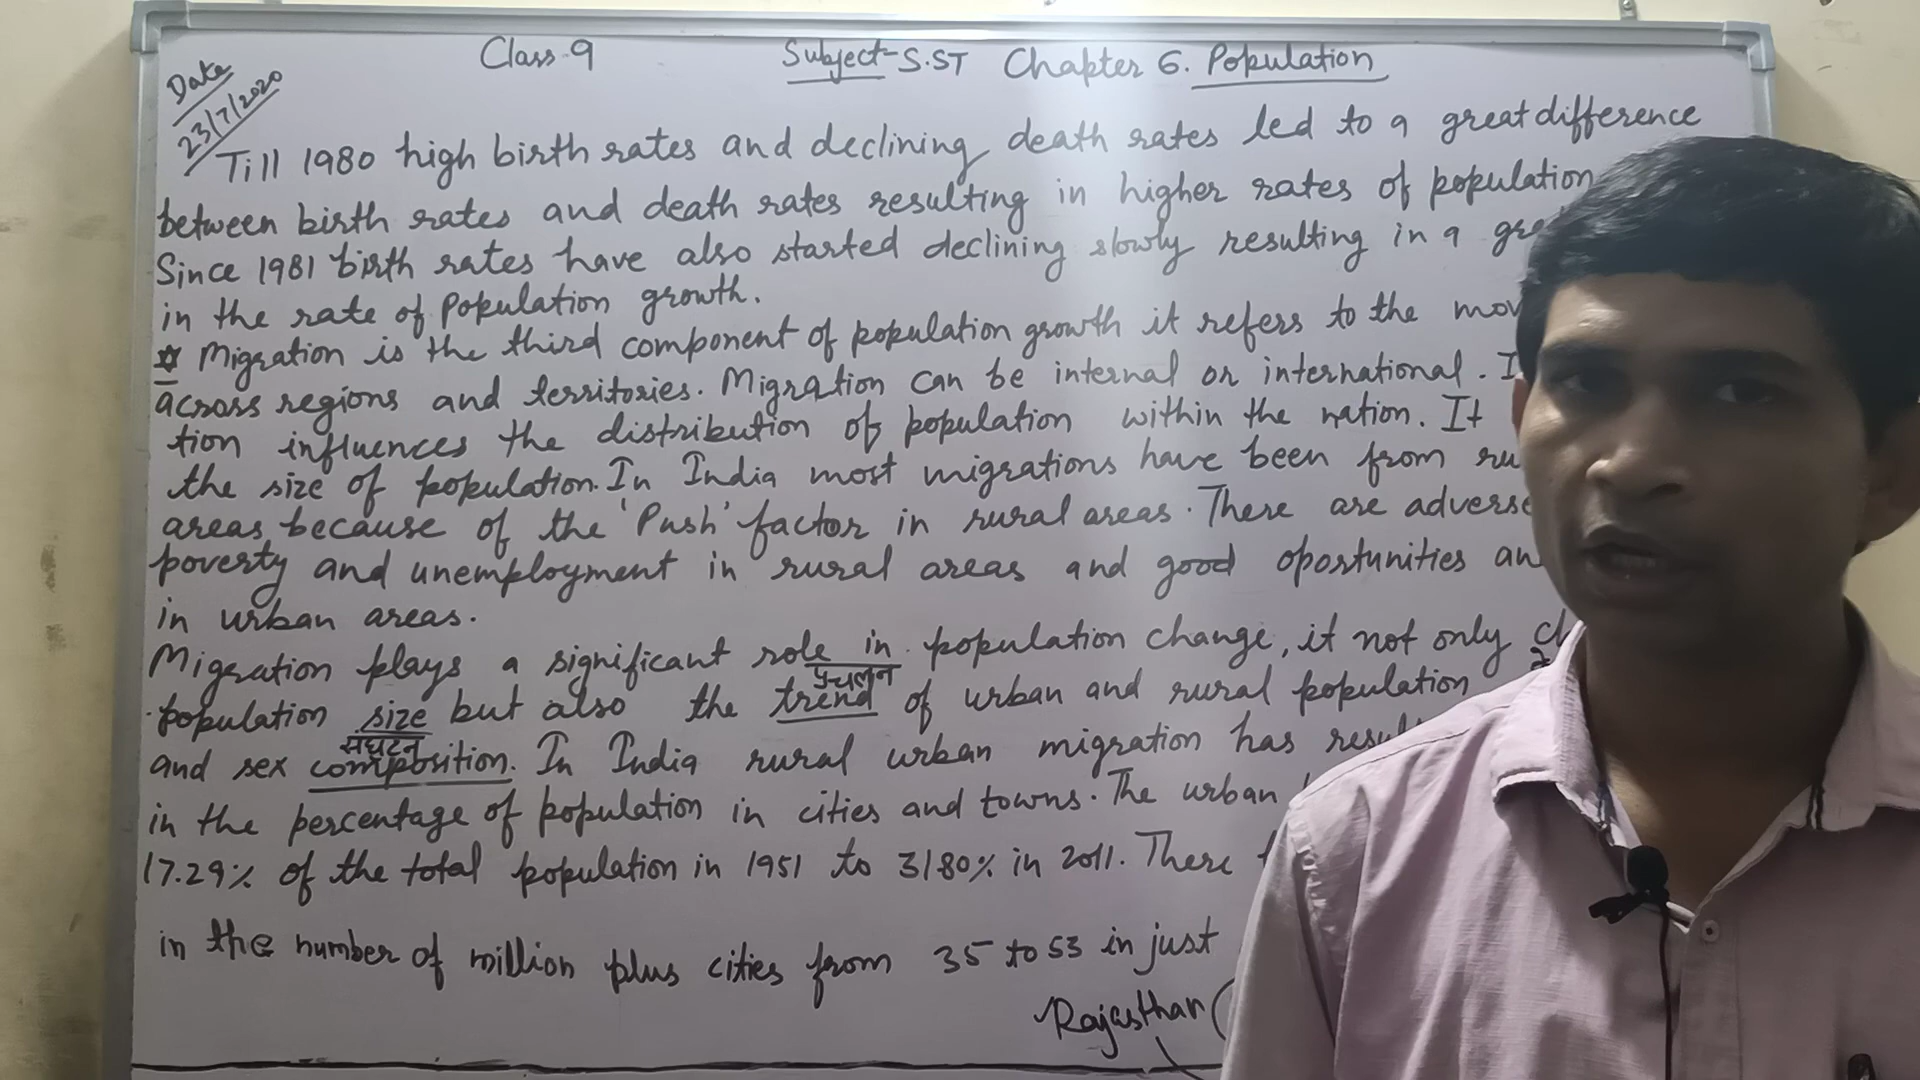 Class-9 Subject-S.ST Chapter 6. Population
Date
23/7/2020
Till 1980 high birth rates and declining death rates led to a great difference
between birth rates and death rates resulting in higher rates of population
Since 1981 birth rates have also started declining slowly resulting in a
in the rate of Population growth.
Migration is the third component of population growth it refers to the
across regions and territories. Migration can be internal or international.
tion influences the distribution of population within the nation. It
the size of population. In India most migrations have been from
areas because of the 'Push' factor in rural areas. There are adverse
poverty and unemployment in rural areas and good oportunities
in urban areas.
Migration plays a significant role in population change, it not only
प्रचलन
population size but also the trend of urban and rural population
संघटन
and sex composition. In India rural urban migration has
in the percentage of population in cities and towns. The urban
17.29% of the total population in 1951 to 3180% in 2011. There
in the number of million plus cities from 35 to 53 in just
Rajasthan (